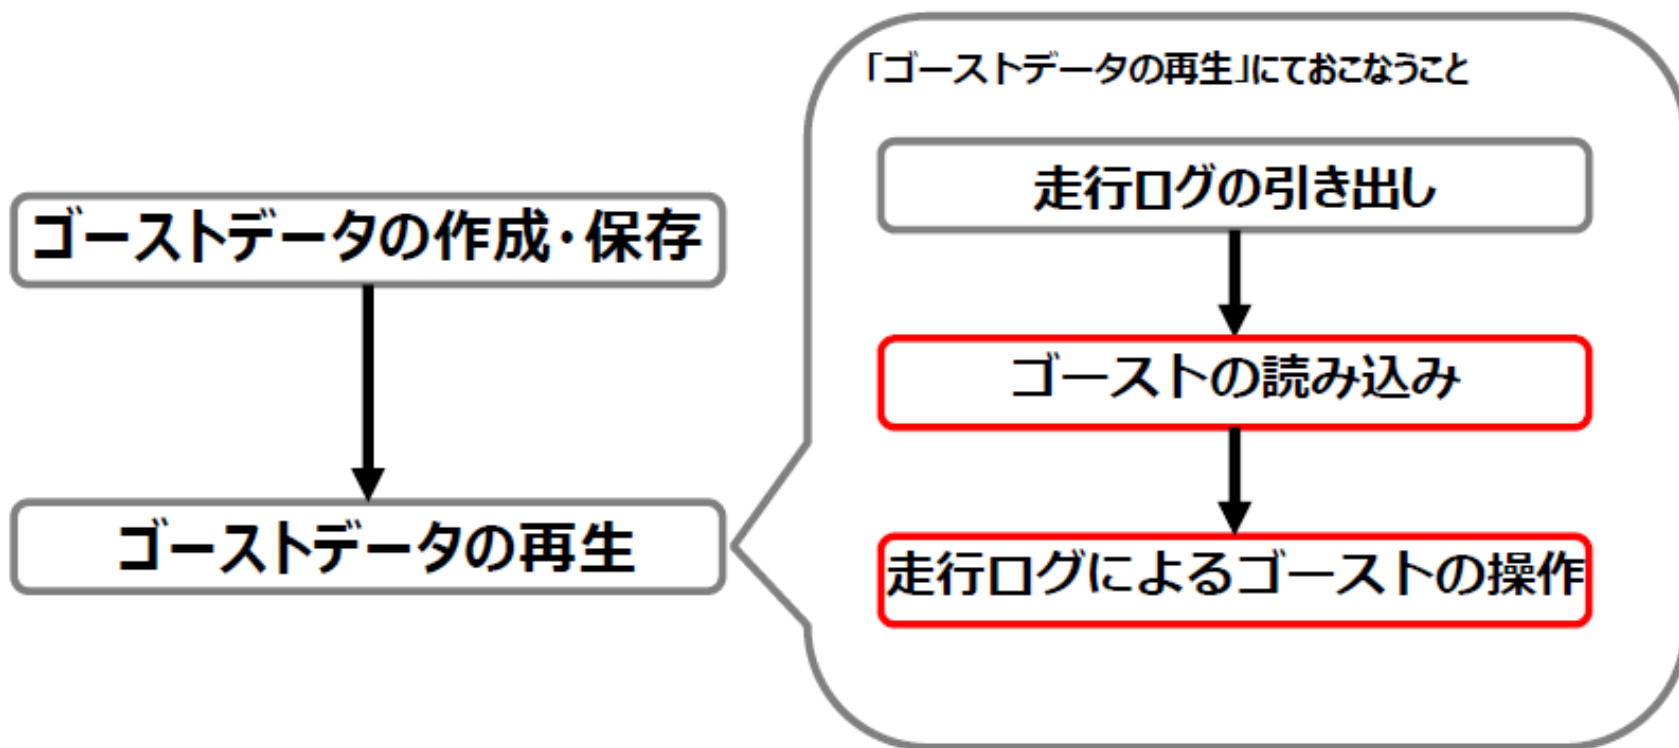 「ゴーストデータの再生」にておこなうこと
走行ログの引き出し
ゴーストデータの作成・保存
ゴーストの読み込み
ゴーストデータの再生
走行ログによるゴーストの操作